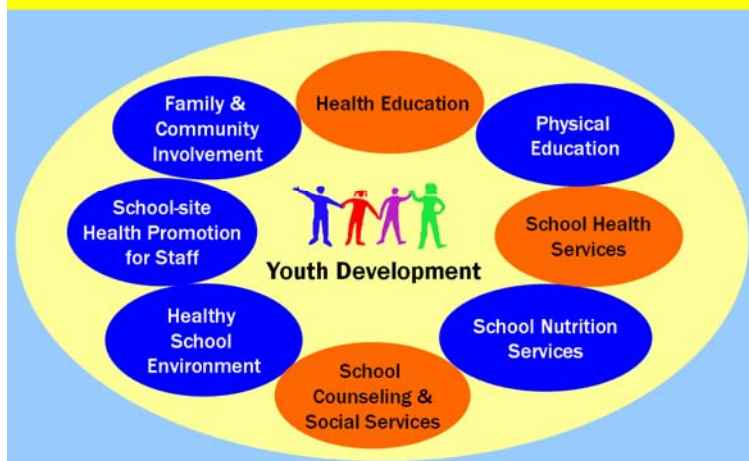 Health Education
Physical
Education
School Health
Services
School Nutrition
Services
School
Counseling &
Social Services
Healthy
School
Environment
School-site
Health Promotion
for Staff
Family &
Community
Involvement
Youth Development